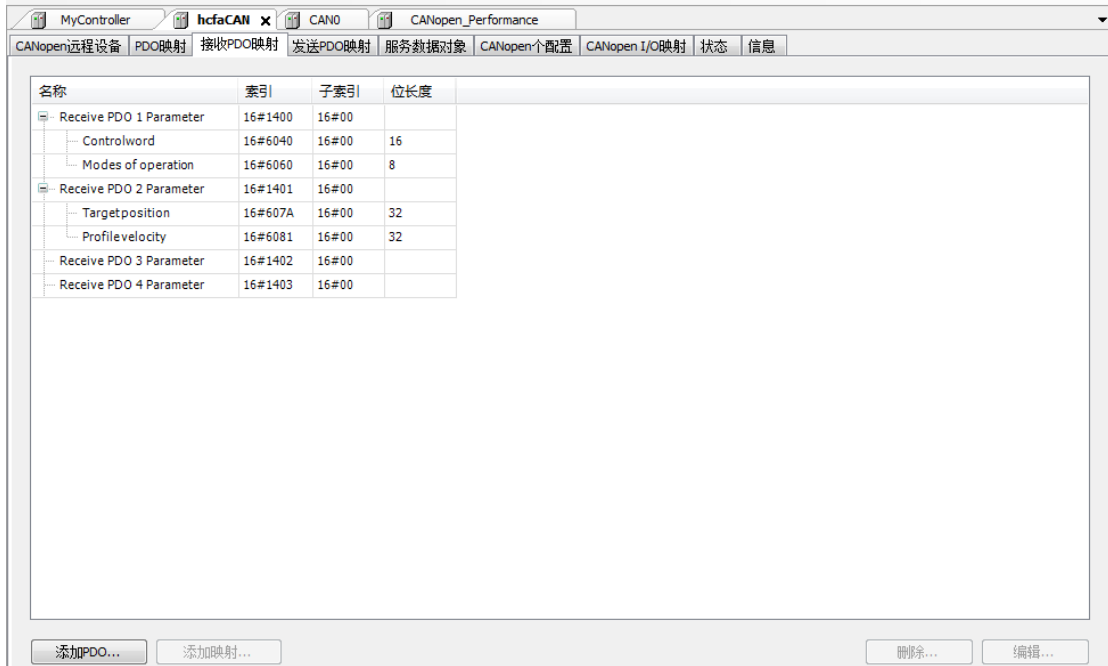 MyController hcfaCAN x CAN0 CANopen_Performance
CANopen远程设备 PDO映射 接收PDO映射 发送PDO映射 服务数据对象 CANopen个配置 CANopen I/O映射 状态 信息
名称 索引 子索引 位长度
Receive PDO 1 Parameter 16#1400 16#00
Controlword 16#6040 16#00 16
Modes of operation 16#6060 16#00 8
Receive PDO 2 Parameter 16#1401 16#00
Targetposition 16#607A 16#00 32
Profilevelocity 16#6081 16#00 32
Receive PDO 3 Parameter 16#1402 16#00
Receive PDO 4 Parameter 16#1403 16#00
添加PDO... 添加映射... 删除... 编辑...